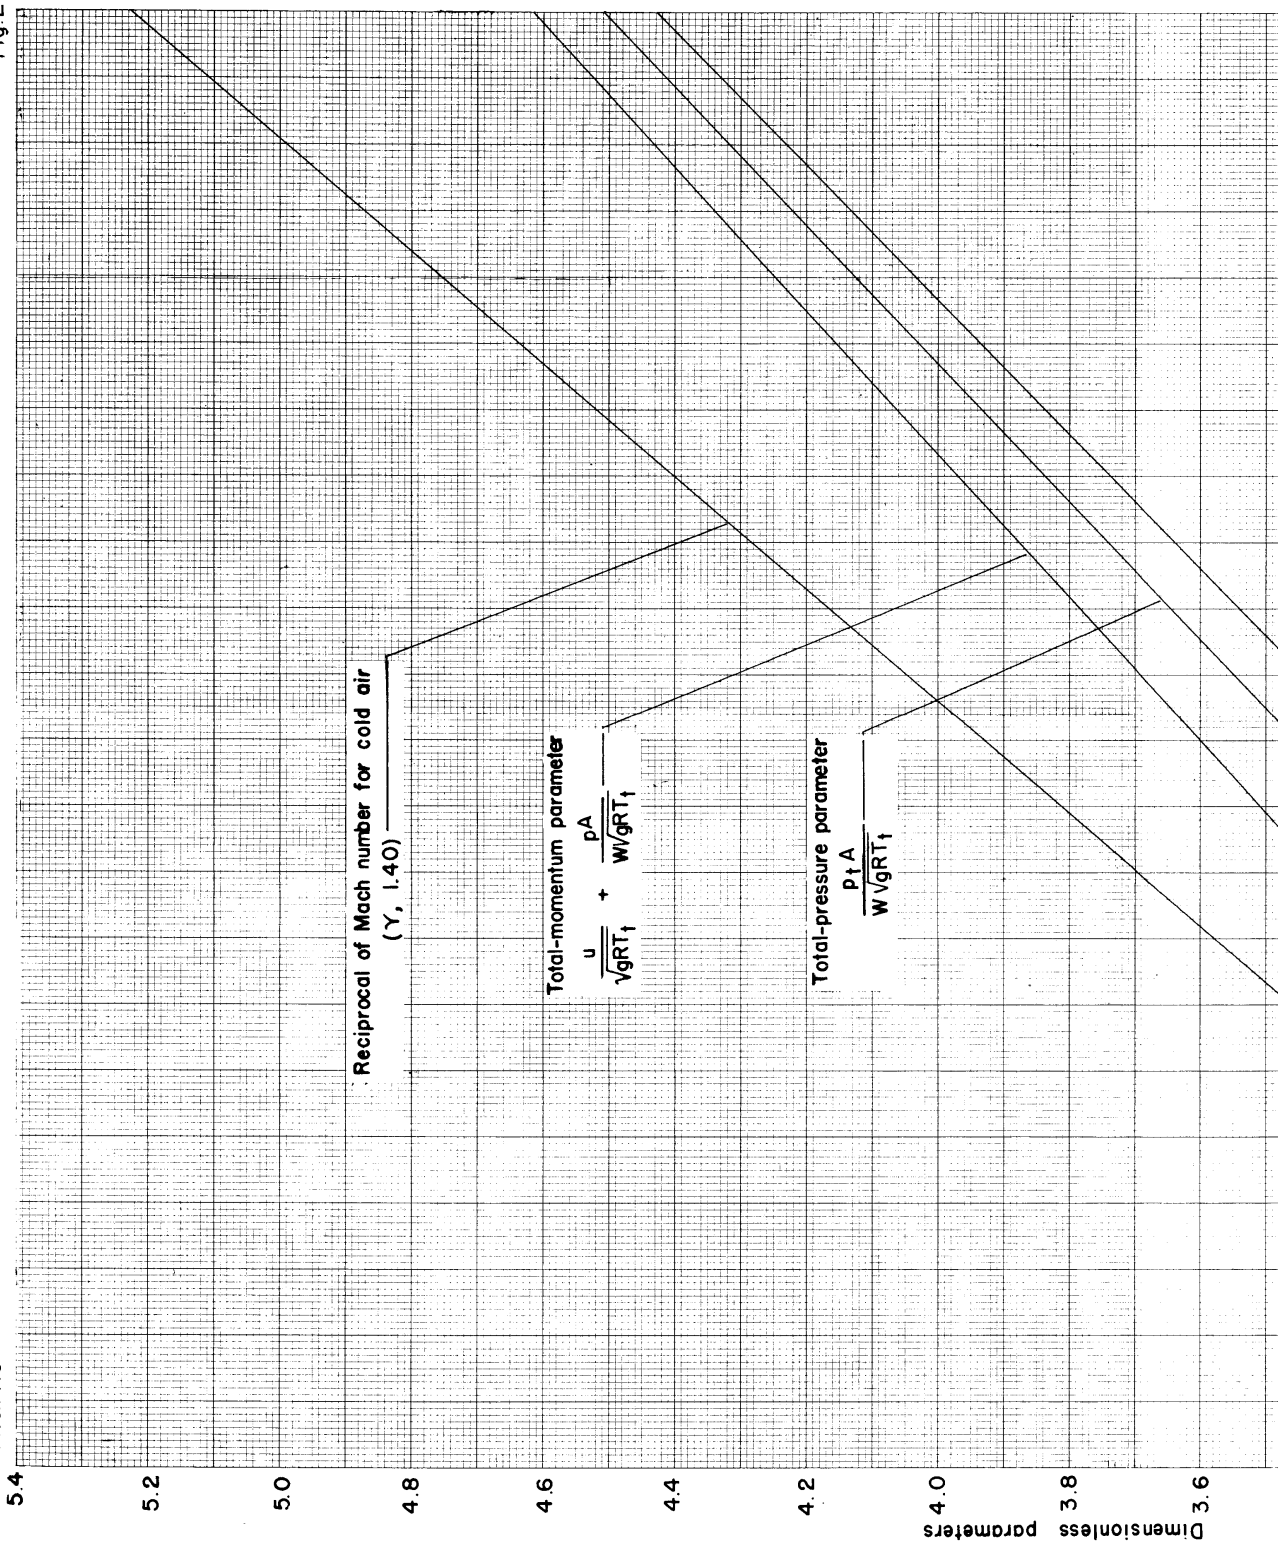 5.4
5.2
5.0
4.8
4.6
4.4
4.2
4.0
3.8
3.6
Dimensionless parameters
Reciprocal of Mach number for cold air
(γ, 1.40)
Total-momentum parameter
u/√gRTt + pA/W√gRTt
Total-pressure parameter
ptA/W√gRTt